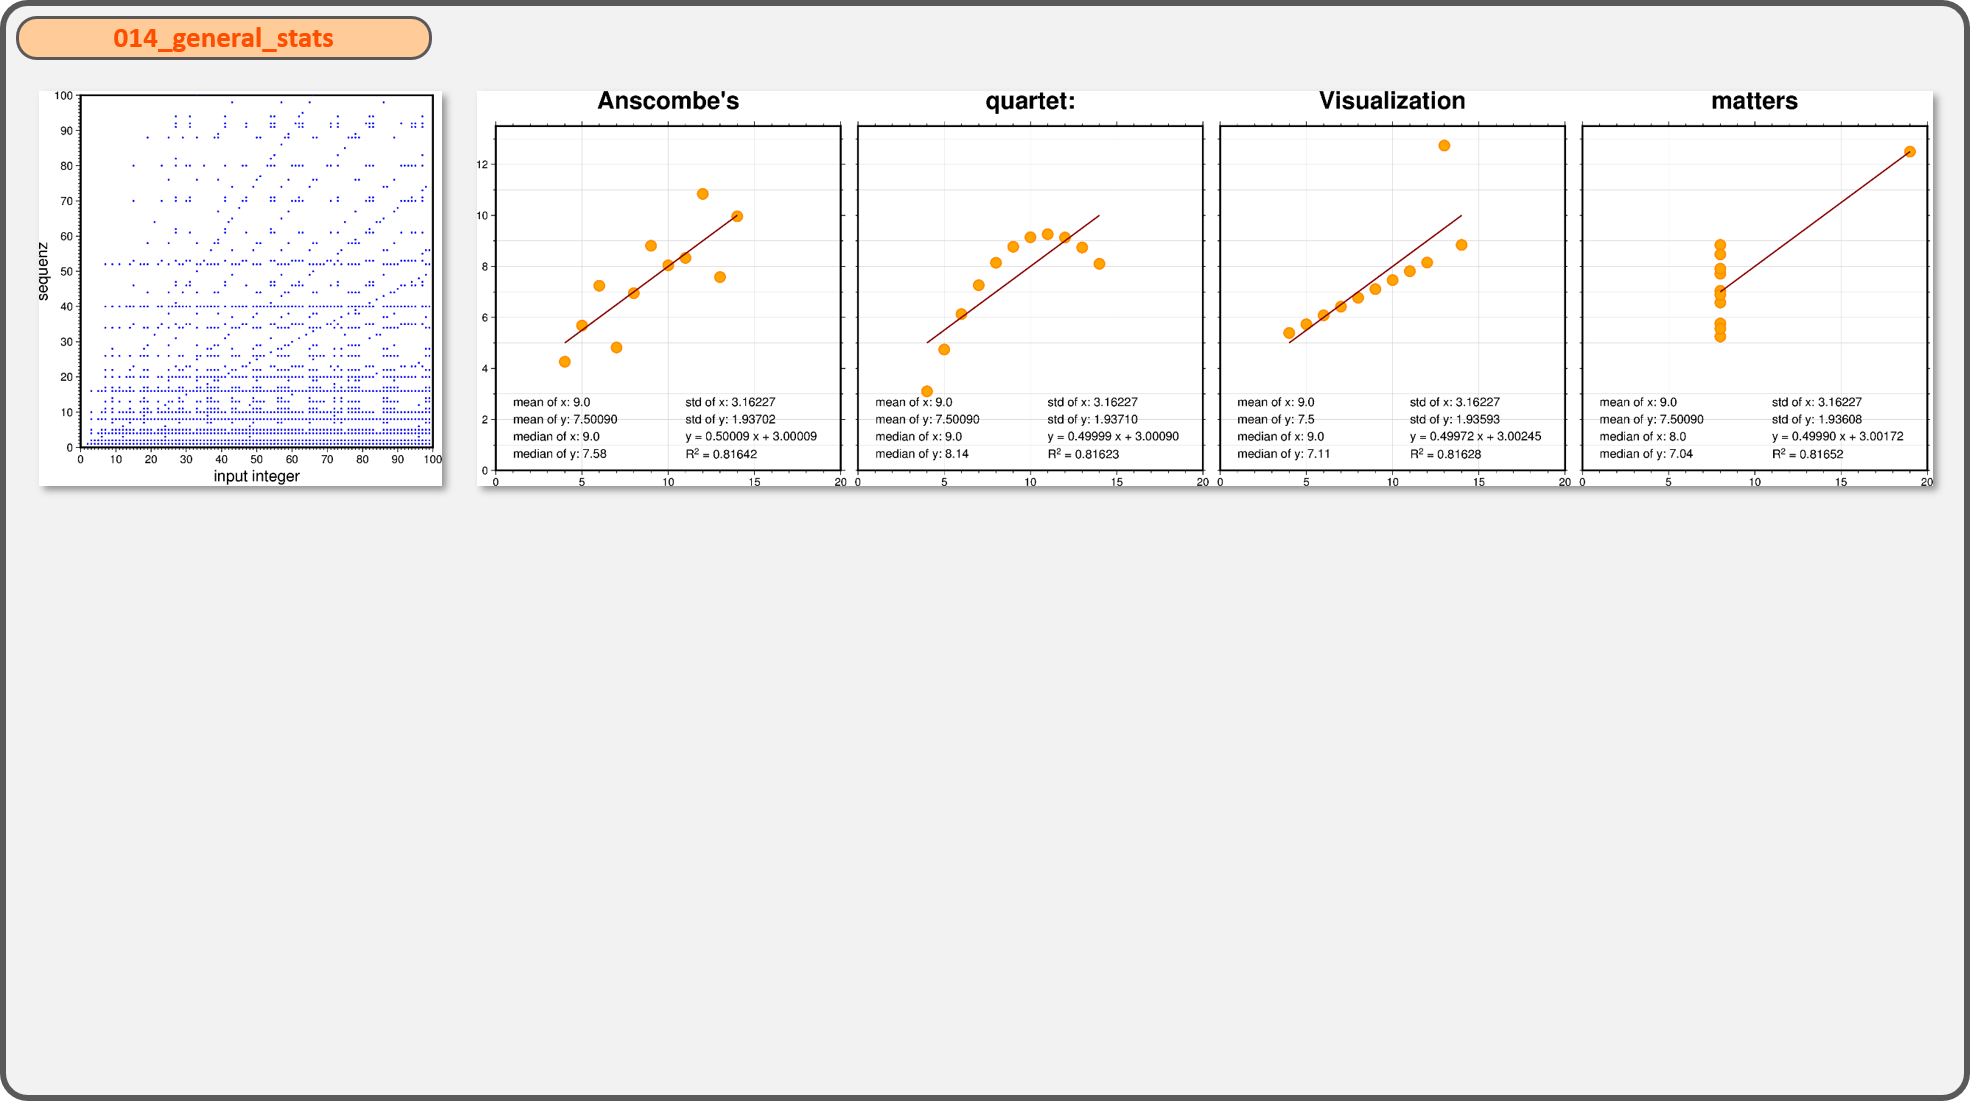 014_general_stats
100
90
80
70
60
50
40
30
20
10
0
sequenz
0 10 20 30 40 50 60 70 80 90 100
input integer
Anscombe's quartet: Visualization matters
12
10
8
6
4
2
0
mean of x: 9.0 std of x: 3.16227
mean of y: 7.50090 std of y: 1.93702
median of x: 9.0 y = 0.50009 x + 3.00009
median of y: 7.58 R² = 0.81642
0 5 10 15 20
mean of x: 9.0 std of x: 3.16227
mean of y: 7.50090 std of y: 1.93710
median of x: 9.0 y = 0.49999 x + 3.00090
median of y: 8.14 R² = 0.81623
0 5 10 15 20
mean of x: 9.0 std of x: 3.16227
mean of y: 7.5 std of y: 1.93593
median of x: 9.0 y = 0.49972 x + 3.00245
median of y: 7.11 R² = 0.81628
0 5 10 15 20
mean of x: 9.0 std of x: 3.16227
mean of y: 7.50090 std of y: 1.93608
median of x: 8.0 y = 0.49990 x + 3.00172
median of y: 7.04 R² = 0.81652
0 5 10 15 20